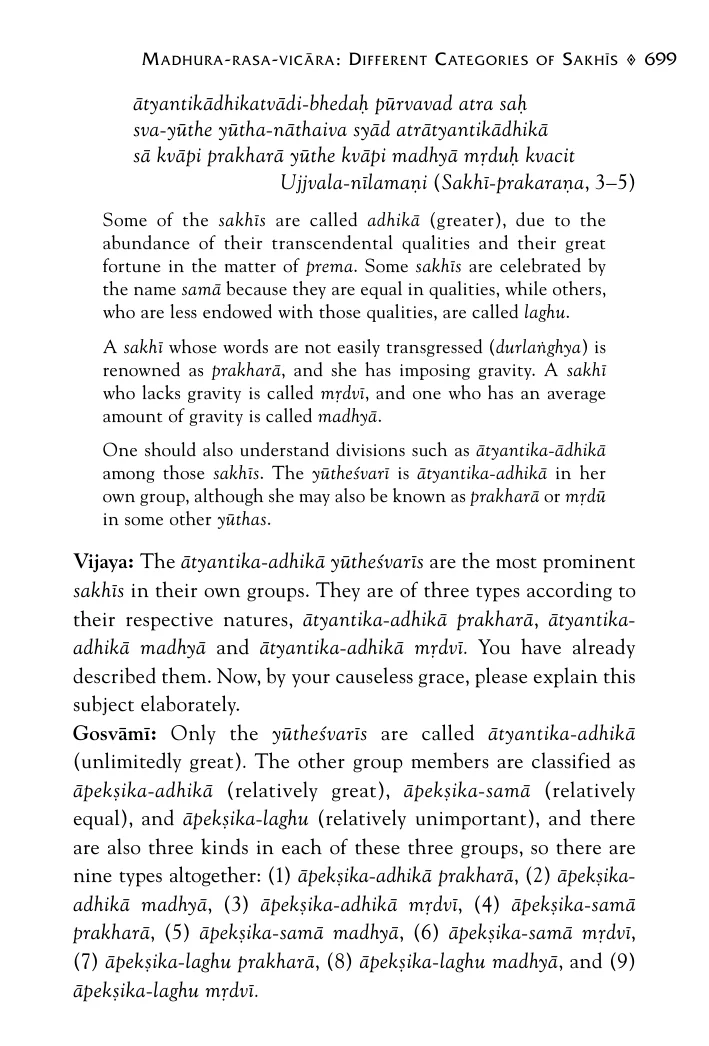 Madhura-rasa-vicāra: Different Categories of Sakhīs ◊ 699
ātyantikādhikatvādi-bhedaḥ pūrvavad atra saḥ
sva-yūthe yūtha-nāthaiva syād atrātyantikādhikā
sā kvāpi prakharā yūthe kvāpi madhyā mṛduḥ kvacit
Ujjvala-nīlamaṇi (Sakhī-prakaraṇa, 3–5)
Some of the sakhīs are called adhikā (greater), due to the
abundance of their transcendental qualities and their great
fortune in the matter of prema. Some sakhīs are celebrated by
the name samā because they are equal in qualities, while others,
who are less endowed with those qualities, are called laghu.
A sakhī whose words are not easily transgressed (durlaṅghya) is
renowned as prakharā, and she has imposing gravity. A sakhī
who lacks gravity is called mṛdvī, and one who has an average
amount of gravity is called madhyā.
One should also understand divisions such as ātyantika-ādhikā
among those sakhīs. The yūtheśvarī is ātyantika-adhikā in her
own group, although she may also be known as prakharā or mṛdū
in some other yūthas.
Vijaya: The ātyantika-adhikā yūtheśvarīs are the most prominent
sakhīs in their own groups. They are of three types according to
their respective natures, ātyantika-adhikā prakharā, ātyantika-
adhikā madhyā and ātyantika-adhikā mṛdvī. You have already
described them. Now, by your causeless grace, please explain this
subject elaborately.
Gosvāmī: Only the yūtheśvarīs are called ātyantika-adhikā
(unlimitedly great). The other group members are classified as
āpekṣika-adhikā (relatively great), āpekṣika-samā (relatively
equal), and āpekṣika-laghu (relatively unimportant), and there
are also three kinds in each of these three groups, so there are
nine types altogether: (1) āpekṣika-adhikā prakharā, (2) āpekṣika-
adhikā madhyā, (3) āpekṣika-adhikā mṛdvī, (4) āpekṣika-samā
prakharā, (5) āpekṣika-samā madhyā, (6) āpekṣika-samā mṛdvī,
(7) āpekṣika-laghu prakharā, (8) āpekṣika-laghu madhyā, and (9)
āpekṣika-laghu mṛdvī.